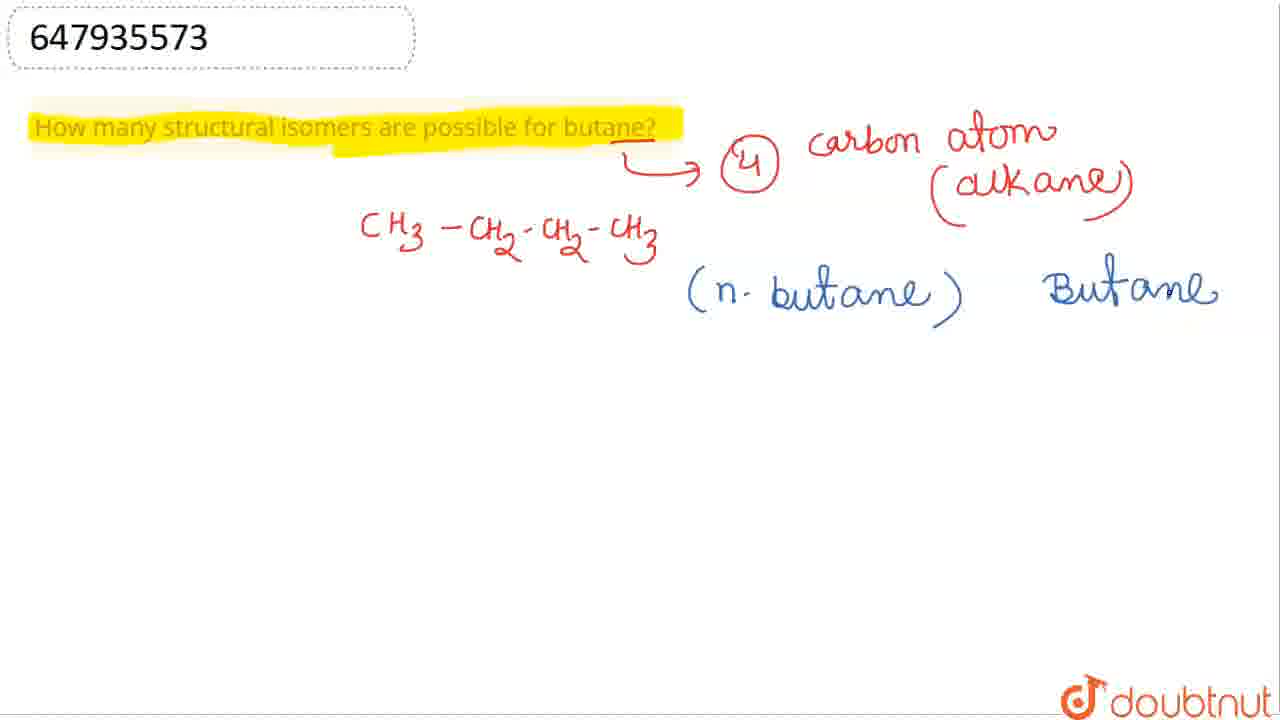 647935573
How many structural isomers are possible for butane?
4 carbon atom
(alkane)
CH3 - CH2 - CH2 - CH3
(n. butane) Butane
doubtnut